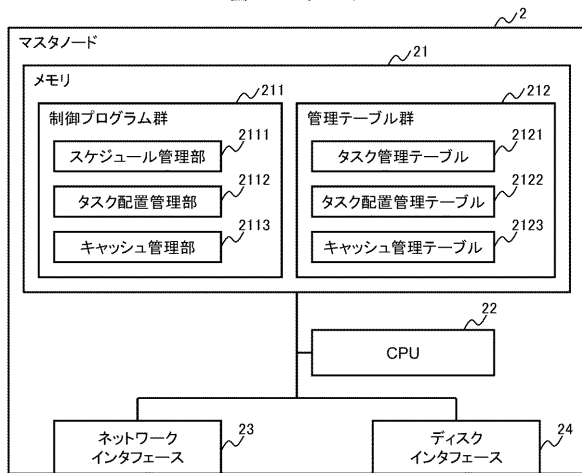 2
マスタノード
21
メモリ
211
制御プログラム群
2111
スケジュール管理部
2112
タスク配置管理部
2113
キャッシュ管理部
212
管理テーブル群
2121
タスク管理テーブル
2122
タスク配置管理テーブル
2123
キャッシュ管理テーブル
22
CPU
23
ネットワーク
インタフェース
24
ディスク
インタフェース